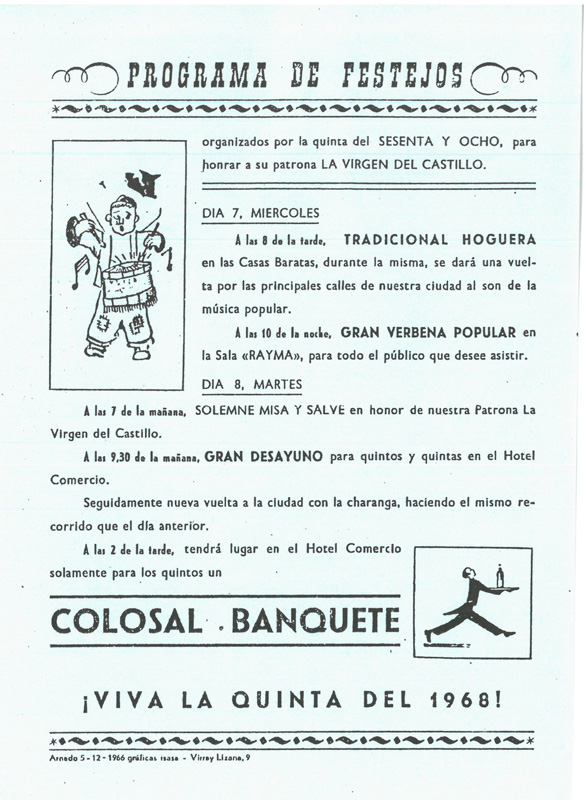 PROGRAMA DE FESTEJOS
organizados por la quinta del SESENTA Y OCHO, para
honrar a su patrona LA VIRGEN DEL CASTILLO.
DIA 7, MIERCOLES
A las 8 de la tarde, TRADICIONAL HOGUERA
en las Casas Baratas, durante la misma, se dará una vuel-
ta por las principales calles de nuestra ciudad al son de la
música popular.
A las 10 de la noche, GRAN VERBENA POPULAR en
la Sala «RAYMA», para todo el público que desee asistir.
DIA 8, MARTES
A las 7 de la mañana, SOLEMNE MISA Y SALVE en honor de nuestra Patrona La
Virgen del Castillo.
A las 9,30 de la mañana, GRAN DESAYUNO para quintos y quintas en el Hotel
Comercio.
Seguidamente nueva vuelta a la ciudad con la charanga, haciendo el mismo re-
corrido que el día anterior.
A las 2 de la tarde, tendrá lugar en el Hotel Comercio
solamente para los quintos un
COLOSAL . BANQUETE
¡VIVA LA QUINTA DEL 1968!
Arnedo 5-12-1966 gráficas isasa - Virrey Lizana, 9